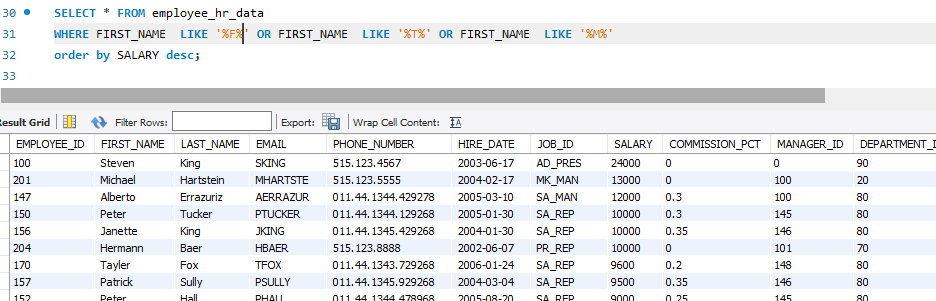 30 SELECT * FROM employee_hr_data
31 WHERE FIRST_NAME LIKE '%F%' OR FIRST_NAME LIKE '%T%' OR FIRST_NAME LIKE '%M%'
32 order by SALARY desc;
33
Result Grid Filter Rows: Export: Wrap Cell Content: IA
EMPLOYEE_ID FIRST_NAME LAST_NAME EMAIL PHONE_NUMBER HIRE_DATE JOB_ID SALARY COMMISSION_PCT MANAGER_ID DEPARTMENT_I
100 Steven King SKING 515.123.4567 2003-06-17 AD_PRES 24000 0 0 90
201 Michael Hartstein MHARTSTE 515.123.5555 2004-02-17 MK_MAN 13000 0 100 20
147 Alberto Errazuriz AERRAZUR 011.44.1344.429278 2005-03-10 SA_MAN 12000 0.3 100 80
150 Peter Tucker PTUCKER 011.44.1344.129268 2005-01-30 SA_REP 10000 0.3 145 80
156 Janette King JKING 011.44.1345.429268 2004-01-30 SA_REP 10000 0.35 146 80
204 Hermann Baer HBAER 515.123.8888 2002-06-07 PR_REP 10000 0 101 70
170 Tayler Fox TFOX 011.44.1343.729268 2006-01-24 SA_REP 9600 0.2 148 80
157 Patrick Sully PSULLY 011.44.1345.929268 2004-03-04 SA_REP 9500 0.35 146 80
152 Peter Hall PHALL 011.44.1344.478968 2005-08-20 SA_REP 9000 0.25 145 80